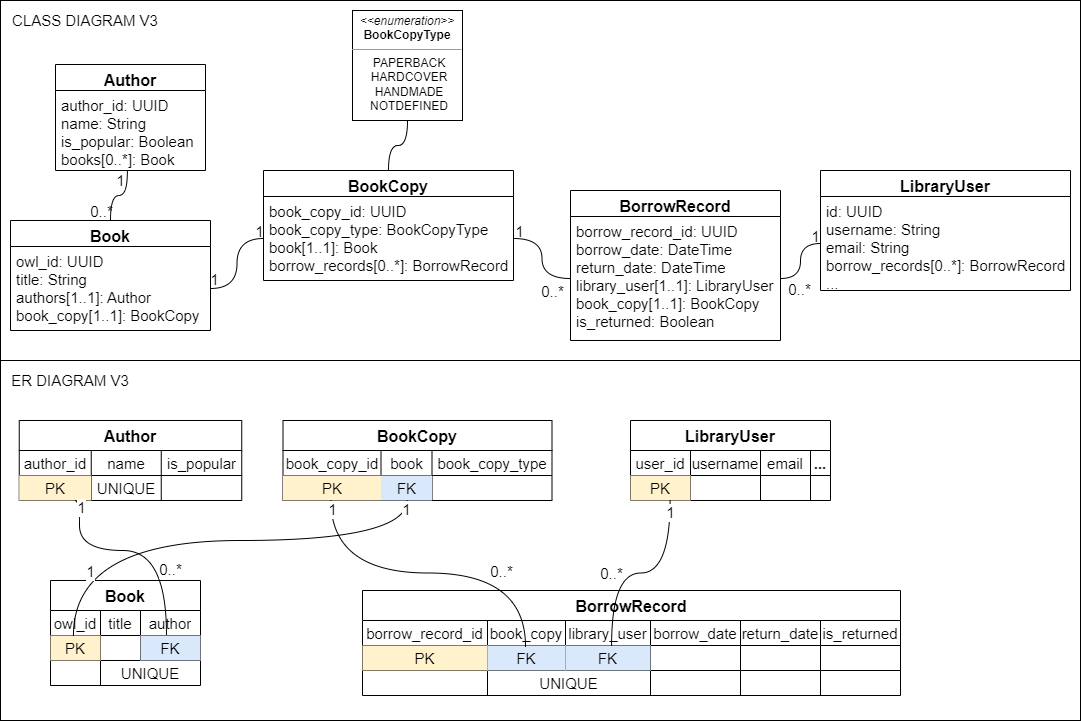 CLASS DIAGRAM V3
<<enumeration>>
BookCopyType
PAPERBACK
HARDCOVER
HANDMADE
NOTDEFINED
Author
author_id: UUID
name: String
is_popular: Boolean
books[0..*]: Book
1
0..*
Book
owl_id: UUID
title: String
authors[1..1]: Author
book_copy[1..1]: BookCopy
1
1
BookCopy
book_copy_id: UUID
book_copy_type: BookCopyType
book[1..1]: Book
borrow_records[0..*]: BorrowRecord
1
0..*
BorrowRecord
borrow_record_id: UUID
borrow_date: DateTime
return_date: DateTime
library_user[1..1]: LibraryUser
book_copy[1..1]: BookCopy
is_returned: Boolean
0..*
1
LibraryUser
id: UUID
username: String
email: String
borrow_records[0..*]: BorrowRecord
...
ER DIAGRAM V3
Author
author_id name is_popular
PK UNIQUE
1
BookCopy
book_copy_id book book_copy_type
PK FK
1 1
LibraryUser
user_id username email ...
PK
1
1 0..*
0..* 0..*
Book
owl_id title author
PK FK
UNIQUE
BorrowRecord
borrow_record_id book_copy library_user borrow_date return_date is_returned
PK FK FK
UNIQUE